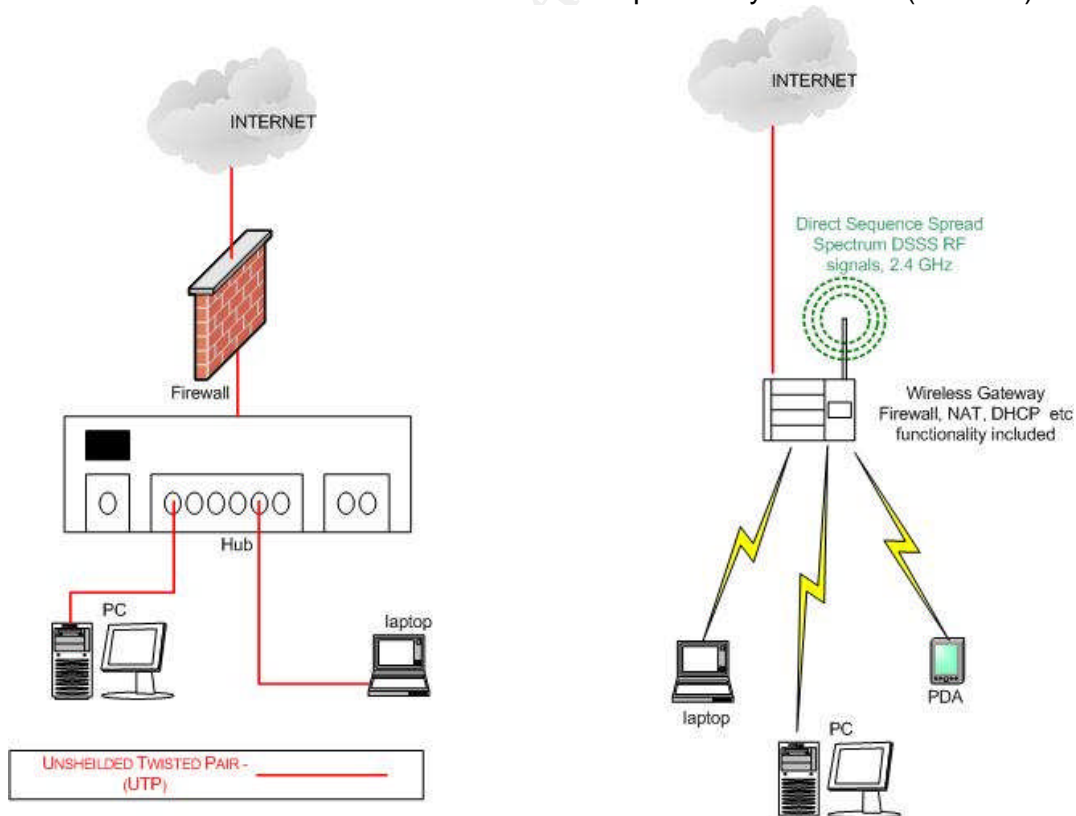 INTERNET
Firewall
Hub
PC
laptop
UNSHEILDED TWISTED PAIR -
(UTP)
INTERNET
Direct Sequence Spread
Spectrum DSSS RF
signals, 2.4 GHz
Wireless Gateway
Firewall, NAT, DHCP etc
functionality included
laptop
PDA
PC